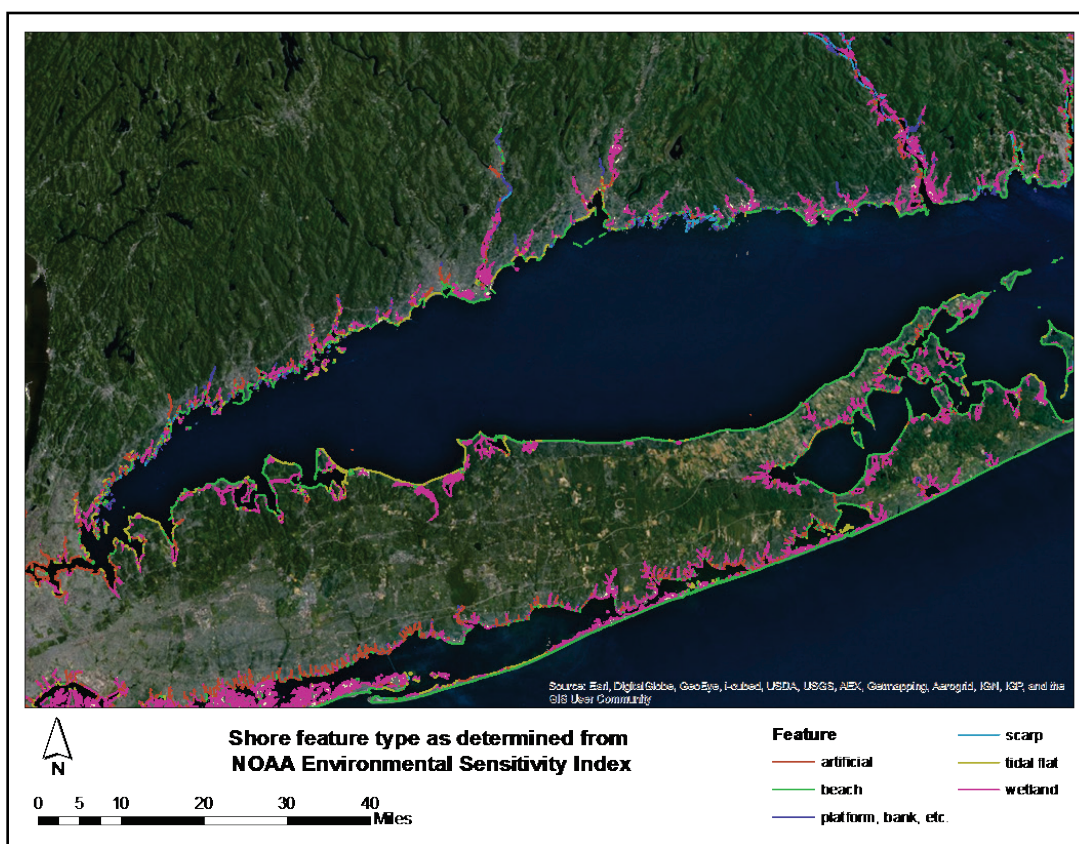 Source: Esri, DigitalGlobe, GeoEye, i-cubed, USDA, USGS, AEX, Getmapping, Aerogrid, IGN, IGP, and the
GIS User Community
N
Shore feature type as determined from
NOAA Environmental Sensitivity Index
0 5 10 20 30 40
Miles
Feature
artificial
beach
platform, bank, etc.
scarp
tidal flat
wetland